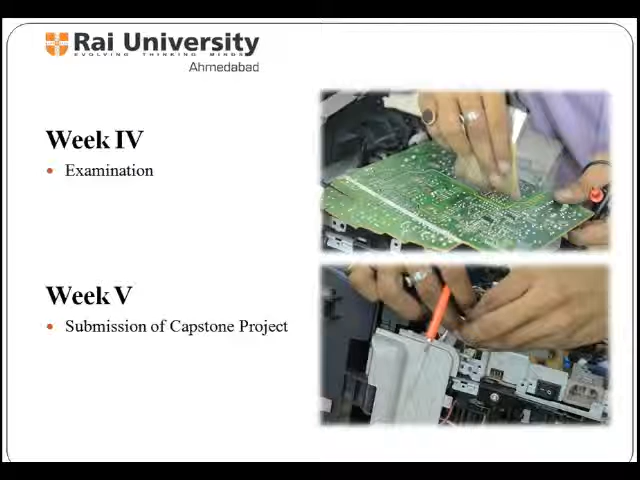 Rai University
EVOLVING THINKING MINDS
Ahmedabad
Week IV
Examination
Week V
Submission of Capstone Project